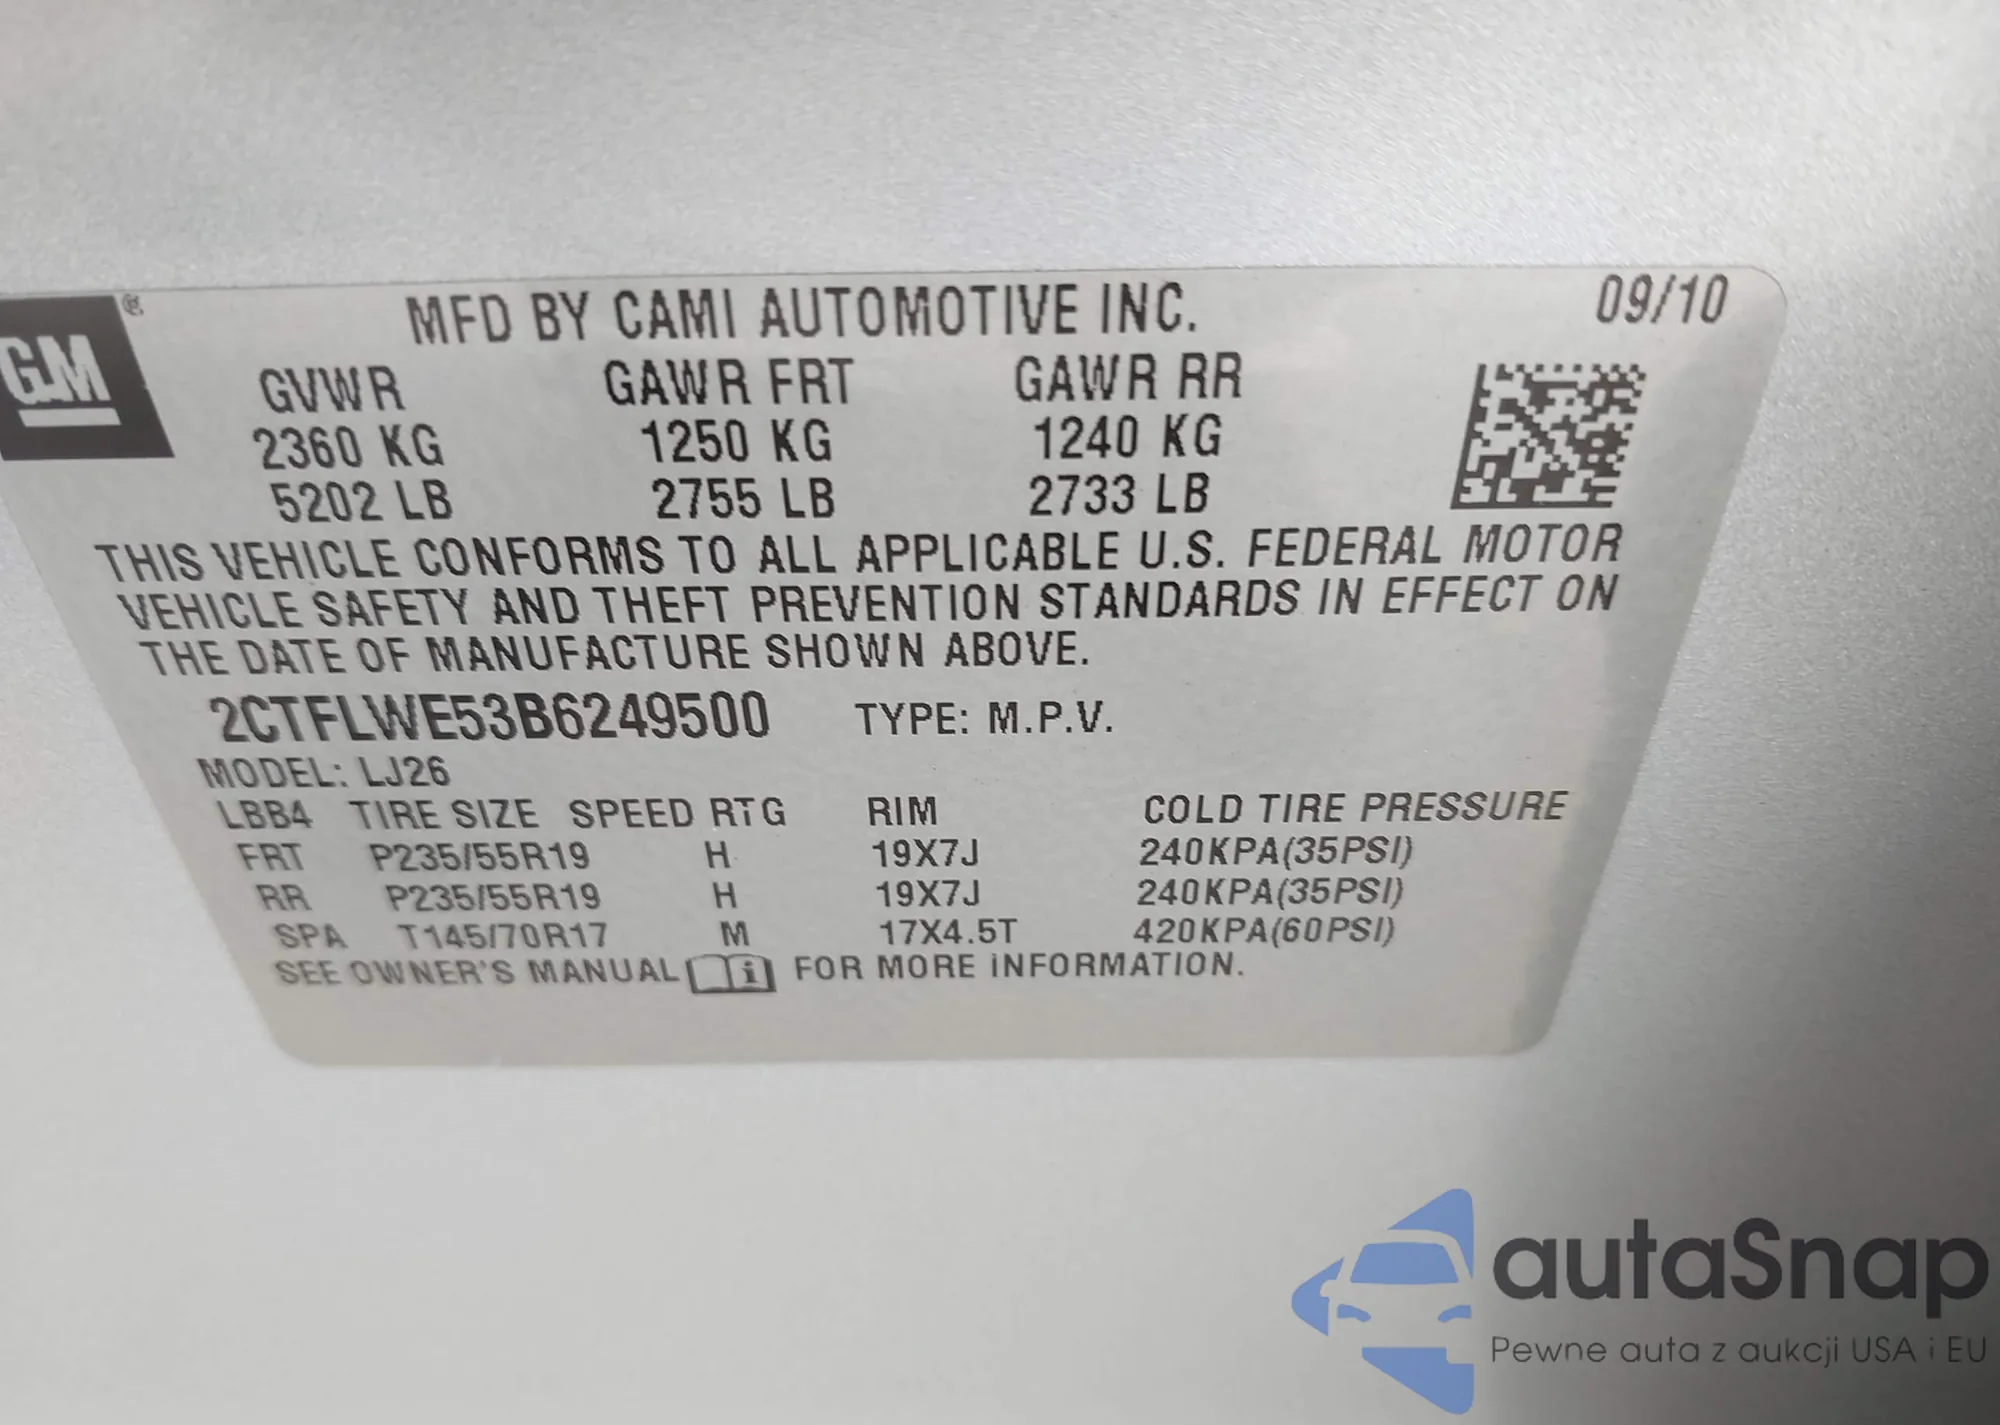 GM ®
MFD BY CAMI AUTOMOTIVE INC. 09/10
GVWR GAWR FRT GAWR RR
2360 KG 1250 KG 1240 KG
5202 LB 2755 LB 2733 LB
THIS VEHICLE CONFORMS TO ALL APPLICABLE U.S. FEDERAL MOTOR
VEHICLE SAFETY AND THEFT PREVENTION STANDARDS IN EFFECT ON
THE DATE OF MANUFACTURE SHOWN ABOVE.
2CTFLWE53B6249500 TYPE: M.P.V.
MODEL: LJ26
LBB4 TIRE SIZE SPEED RTG RIM COLD TIRE PRESSURE
FRT P235/55R19 H 19X7J 240KPA(35PSI)
RR P235/55R19 H 19X7J 240KPA(35PSI)
SPA T145/70R17 M 17X4.5T 420KPA(60PSI)
SEE OWNER'S MANUAL i FOR MORE INFORMATION.
autaSnap
Pewne auta z aukcji USA i EU